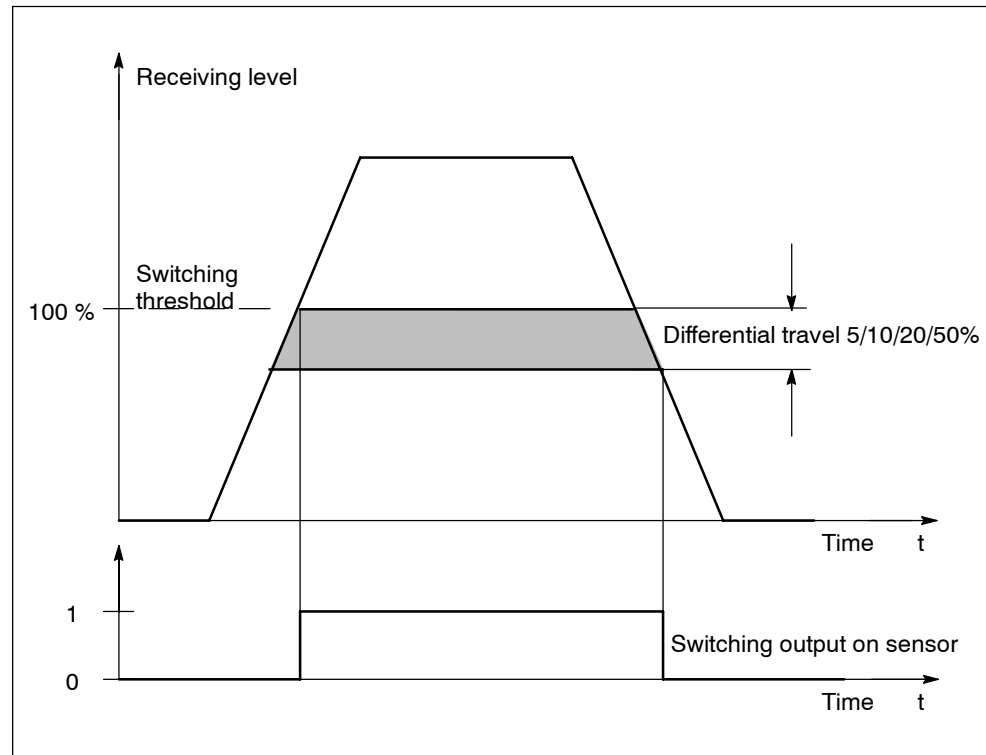 Receiving level
Switching
threshold
100 %
Differential travel 5/10/20/50%
Time t
1
Switching output on sensor
0
Time t